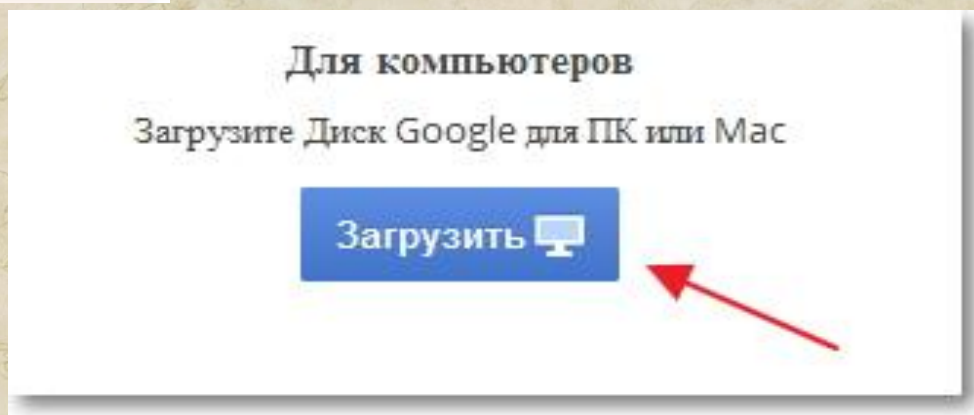 Для компьютеров
Загрузите Диск Google для ПК или Mac
Загрузить